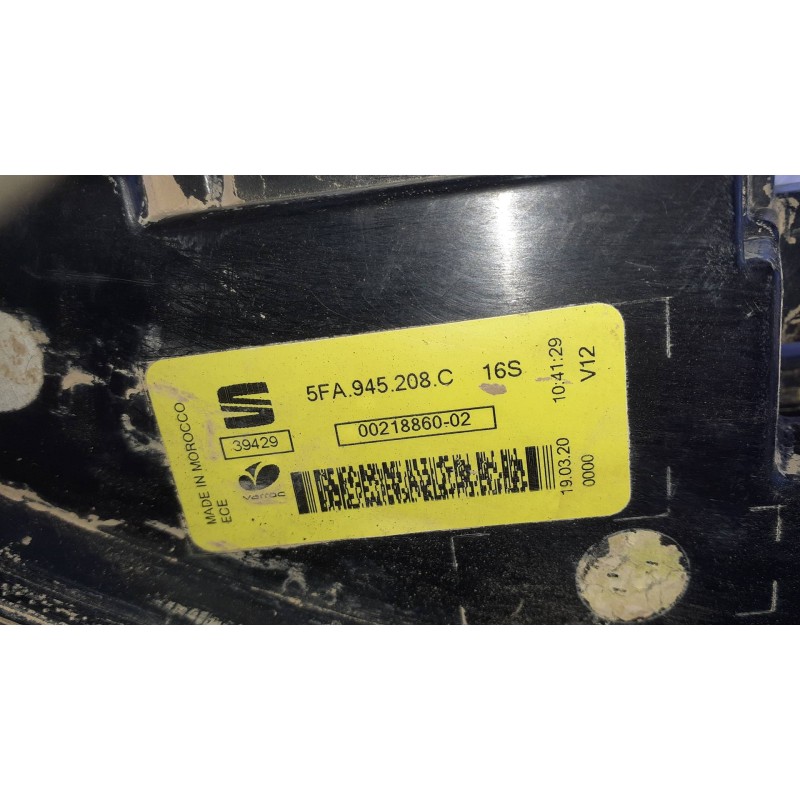 5FA.945.208.C 16S
00218860-02
39429
varroc
MADE IN MOROCCO
ECE
10:41:29
V12
19.03.20
0000